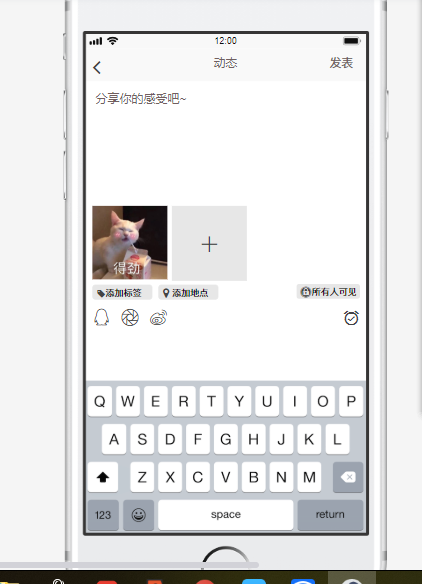 12:00
动态 发表
分享你的感受吧~
得劲
添加标签 添加地点 所有人可见
Q W E R T Y U I O P
A S D F G H J K L
Z X C V B N M
123 space return